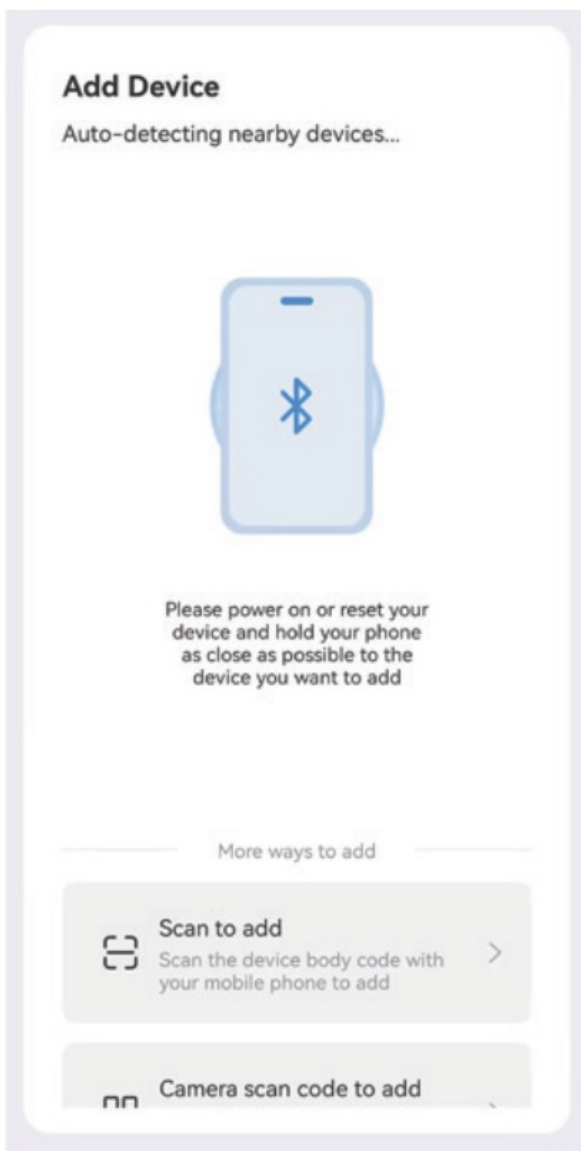 Add Device
Auto-detecting nearby devices...
Please power on or reset your
device and hold your phone
as close as possible to the
device you want to add
More ways to add
Scan to add
Scan the device body code with
your mobile phone to add
Camera scan code to add